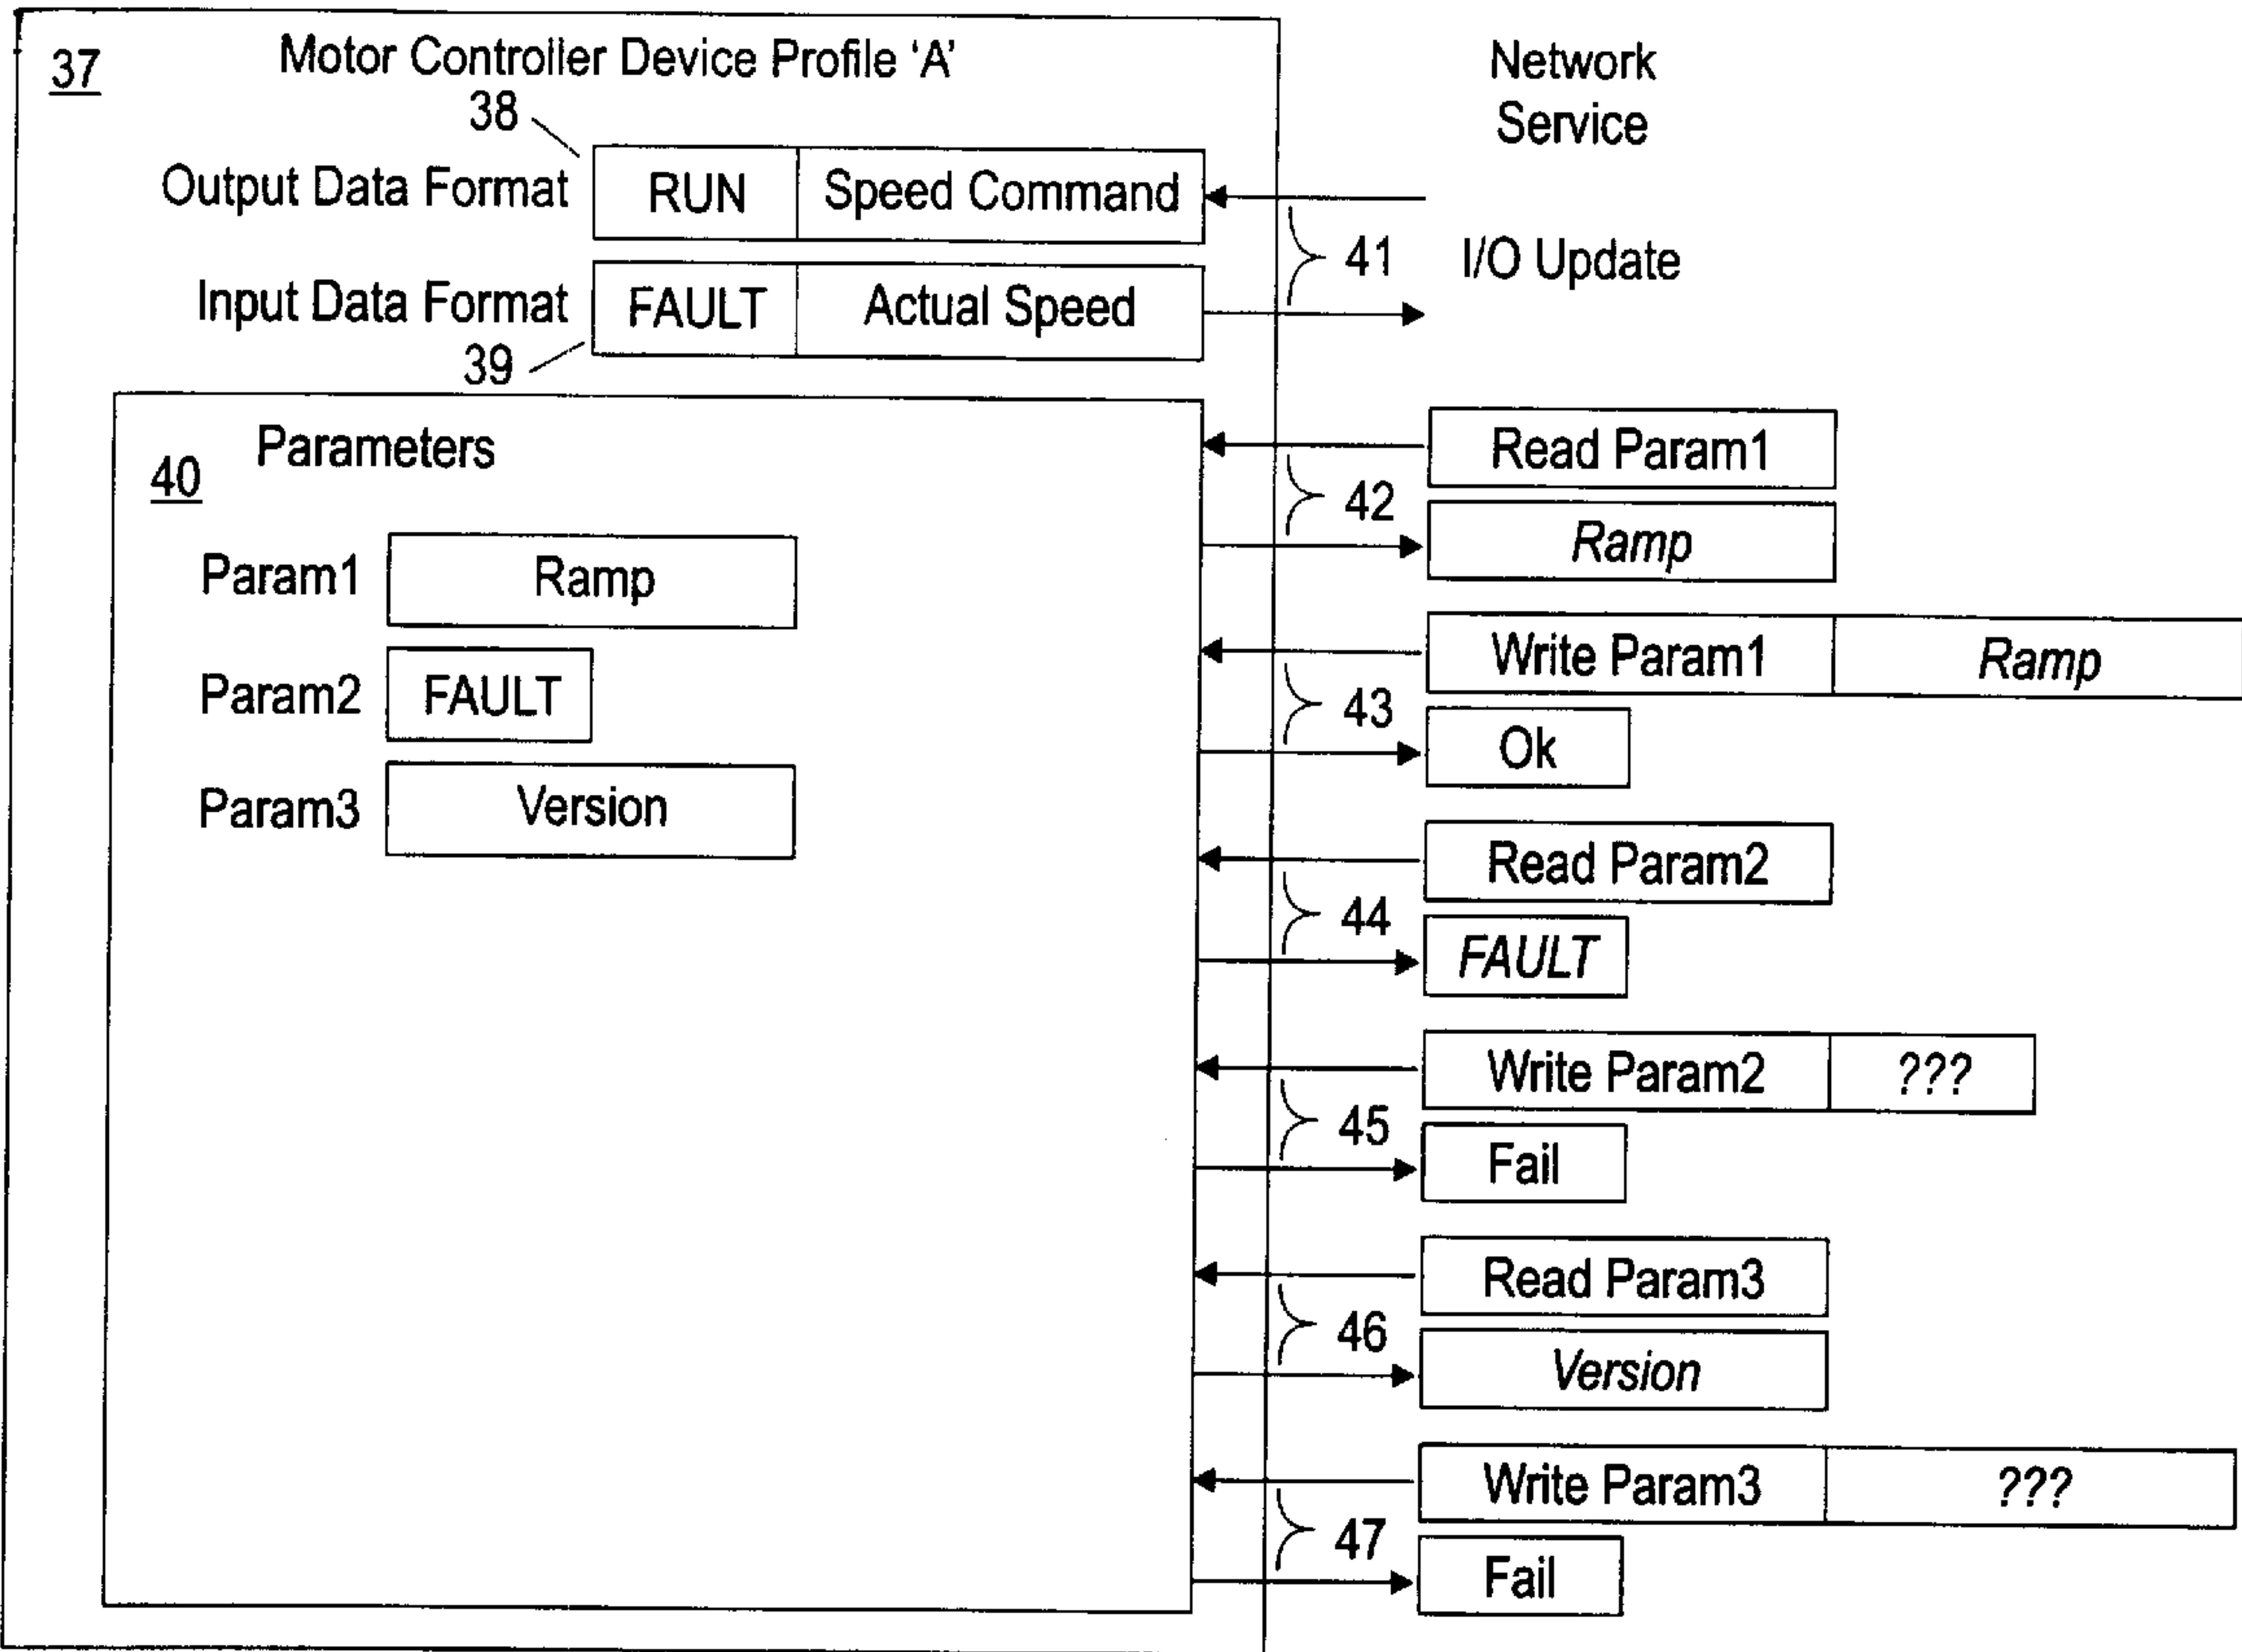 37
Motor Controller Device Profile ‘A’
Network
Service
38
Output Data Format
RUN
Speed Command
41
I/O Update
Input Data Format
FAULT
Actual Speed
39
40
Parameters
Read Param1
42
Ramp
Param1
Ramp
Write Param1
Ramp
Param2
FAULT
43
Ok
Param3
Version
Read Param2
44
FAULT
Write Param2
???
45
Fail
Read Param3
46
Version
Write Param3
???
47
Fail